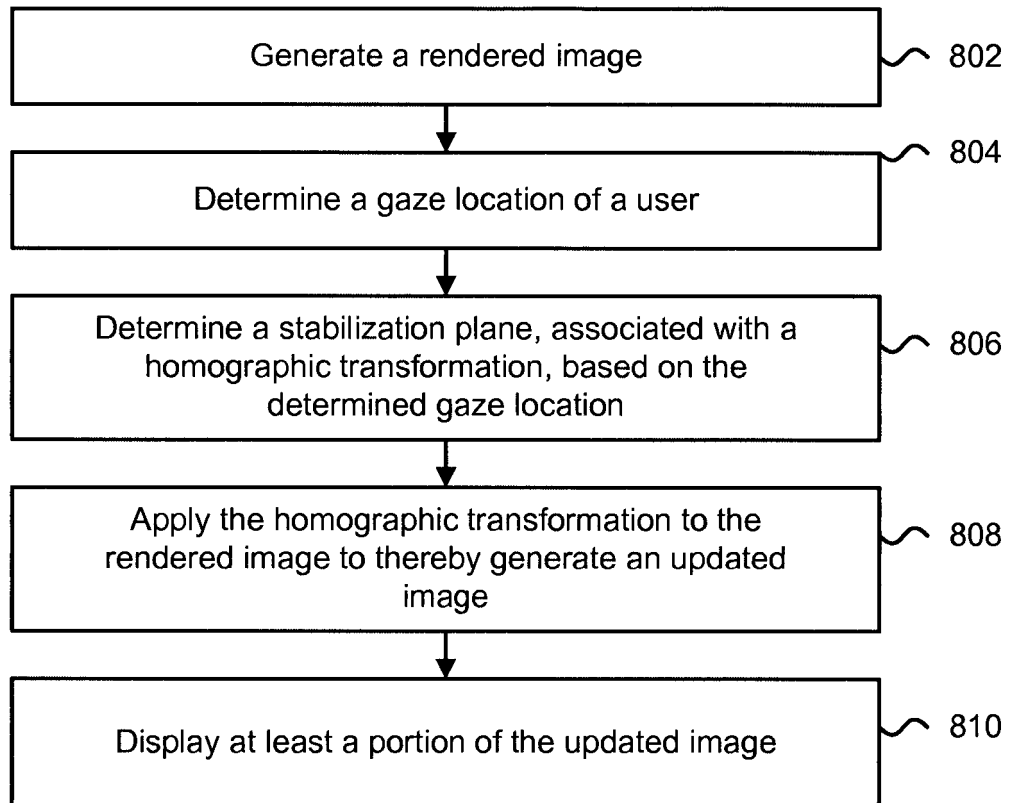 Generate a rendered image
802
Determine a gaze location of a user
804
Determine a stabilization plane, associated with a
homographic transformation, based on the
determined gaze location
806
Apply the homographic transformation to the
rendered image to thereby generate an updated
image
808
Display at least a portion of the updated image
810